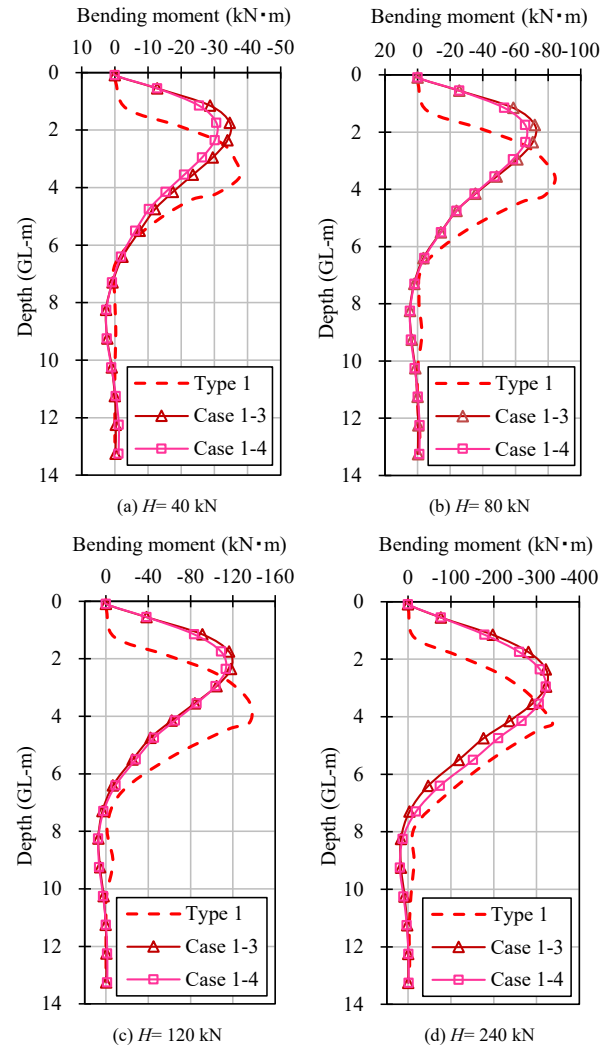 Bending moment (kN・m)
10 0 -10 -20 -30 -40 -50
0
2
4
6
8
10
12
14
Depth (GL-m)
Type 1
Case 1-3
Case 1-4
(a) H= 40 kN
Bending moment (kN・m)
20 0 -20 -40 -60 -80 -100
0
2
4
6
8
10
12
14
Depth (GL-m)
Type 1
Case 1-3
Case 1-4
(b) H= 80 kN
Bending moment (kN・m)
0 -40 -80 -120 -160
0
2
4
6
8
10
12
14
Depth (GL-m)
Type 1
Case 1-3
Case 1-4
(c) H= 120 kN
Bending moment (kN・m)
0 -100 -200 -300 -400
0
2
4
6
8
10
12
14
Depth (GL-m)
Type 1
Case 1-3
Case 1-4
(d) H= 240 kN